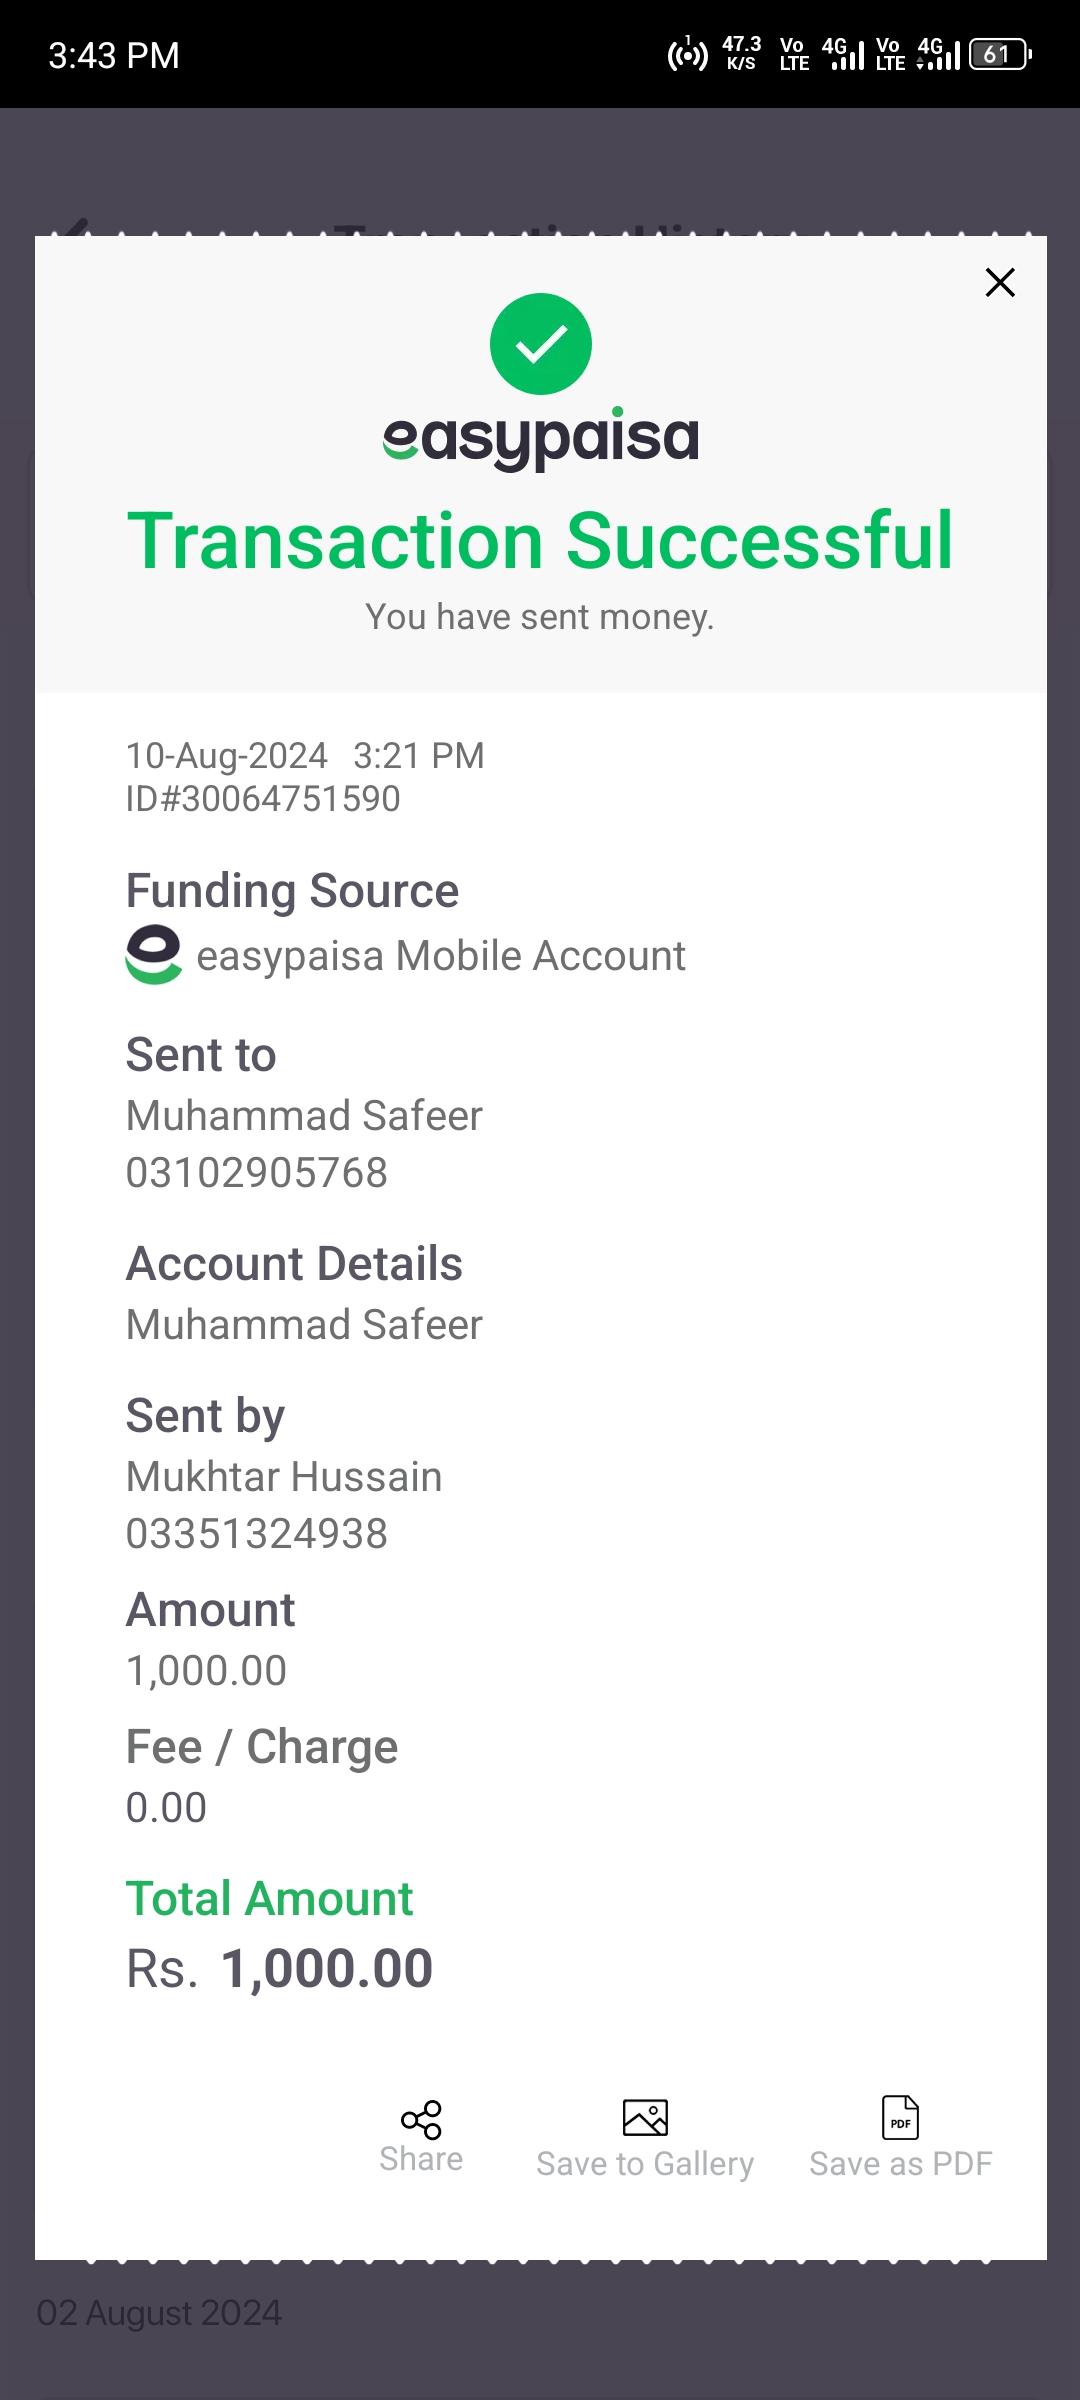 3:43 PM
1 47.3 K/S Vo LTE 4G Vo LTE 4G 61
easypaisa
Transaction Successful
You have sent money.
10-Aug-2024 3:21 PM
ID#30064751590
Funding Source
easypaisa Mobile Account
Sent to
Muhammad Safeer
03102905768
Account Details
Muhammad Safeer
Sent by
Mukhtar Hussain
03351324938
Amount
1,000.00
Fee / Charge
0.00
Total Amount
Rs. 1,000.00
PDF
Share Save to Gallery Save as PDF
02 August 2024